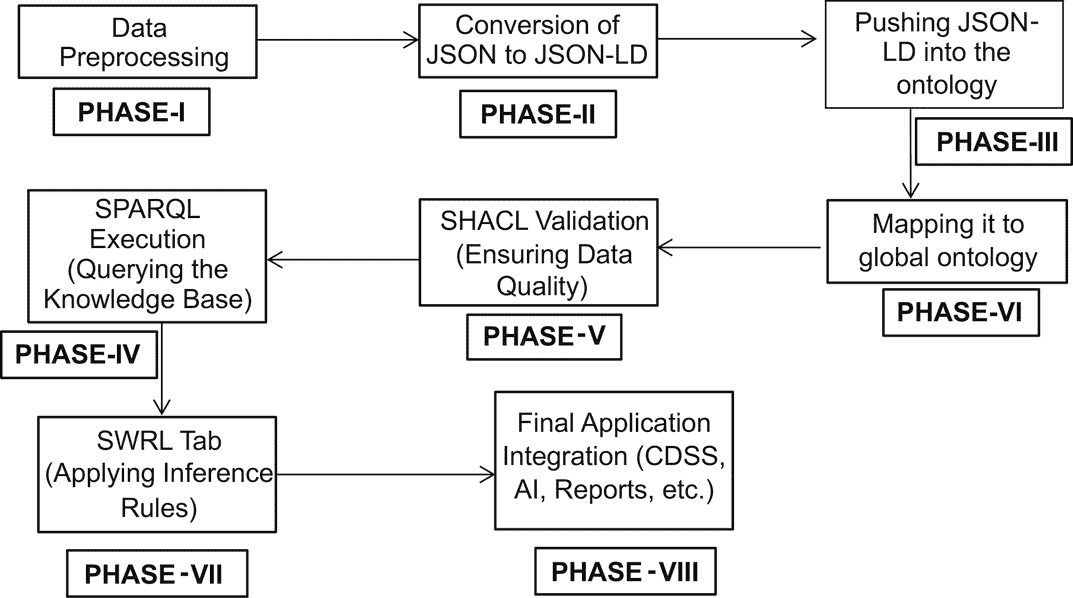 Data
Preprocessing
PHASE-I
Conversion of
JSON to JSON-LD
PHASE-II
Pushing JSON-
LD into the
ontology
PHASE-III
Mapping it to
global ontology
PHASE-VI
SHACL Validation
(Ensuring Data
Quality)
PHASE-V
SPARQL
Execution
(Querying the
Knowledge Base)
PHASE-IV
SWRL Tab
(Applying Inference
Rules)
PHASE-VII
Final Application
Integration (CDSS,
AI, Reports, etc.)
PHASE-VIII